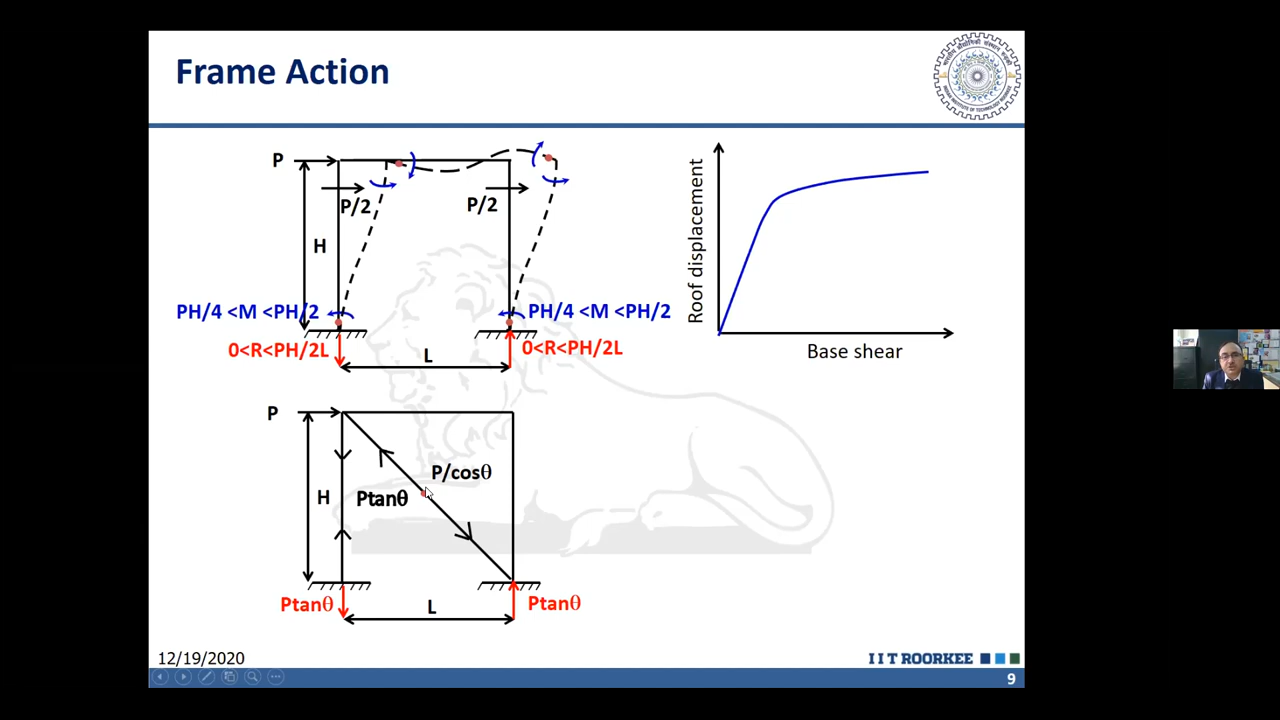 Frame Action
P
P/2
P/2
H
PH/4 <M <PH/2
PH/4 <M <PH/2
0<R<PH/2L
0<R<PH/2L
L
Roof displacement
Base shear
P
P/cosθ
H
Ptanθ
Ptanθ
Ptanθ
L
12/19/2020
I I T ROORKEE
9